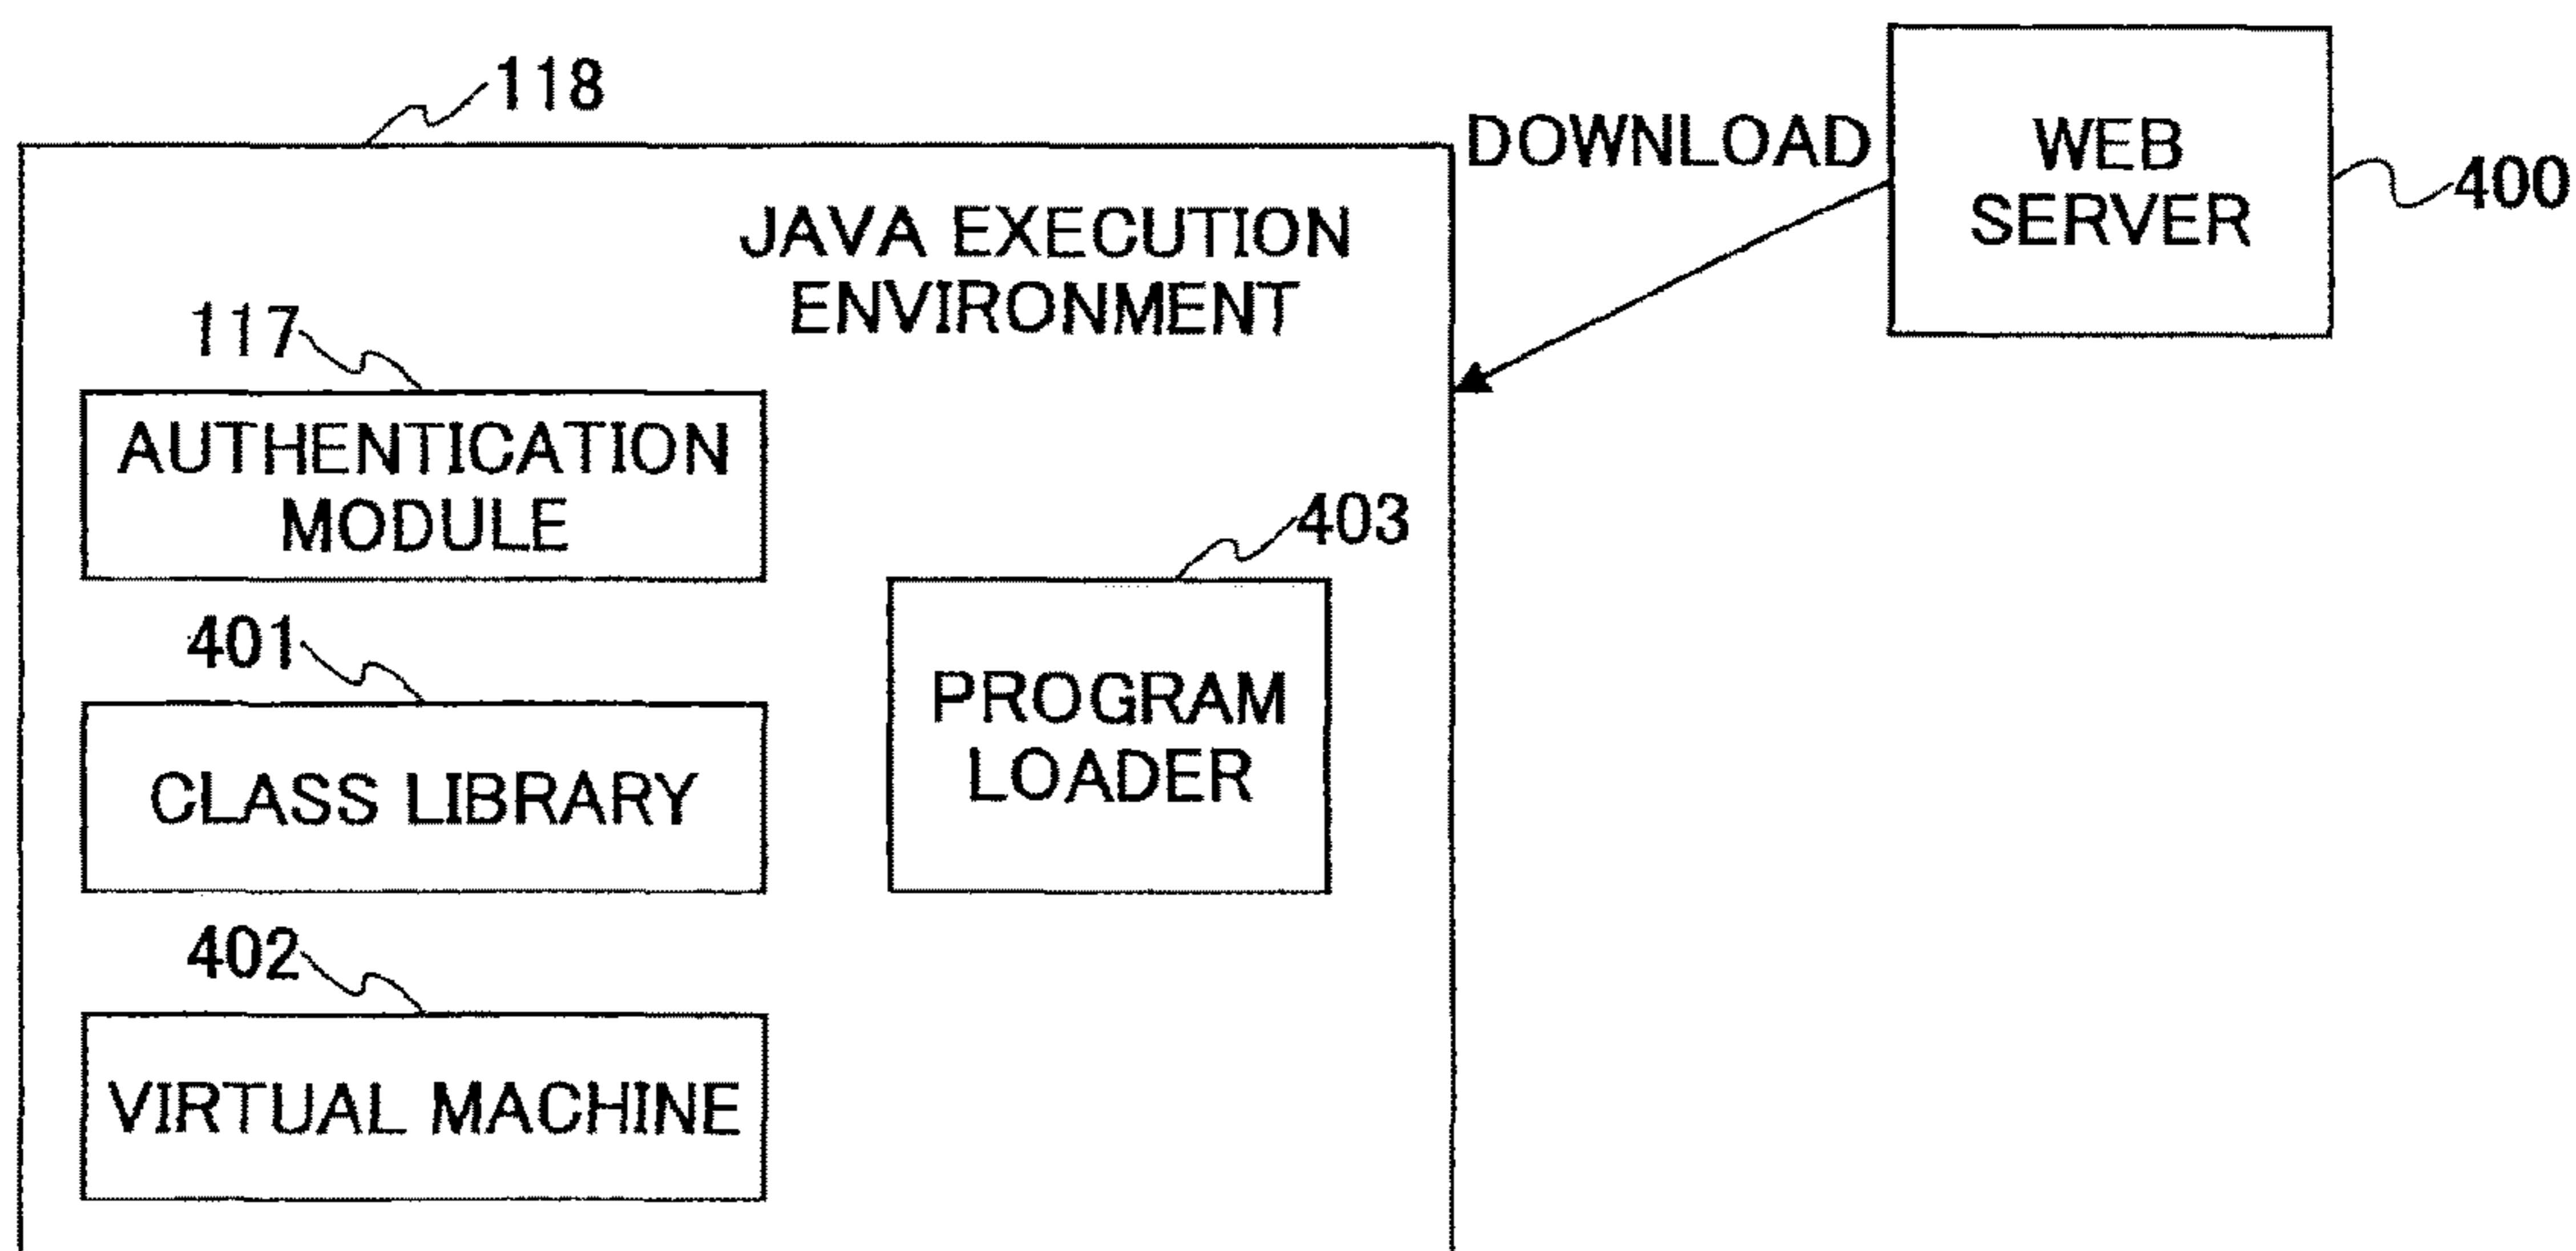 118
DOWNLOAD
WEB
SERVER
400
JAVA EXECUTION
ENVIRONMENT
117
AUTHENTICATION
MODULE
403
PROGRAM
LOADER
401
CLASS LIBRARY
402
VIRTUAL MACHINE